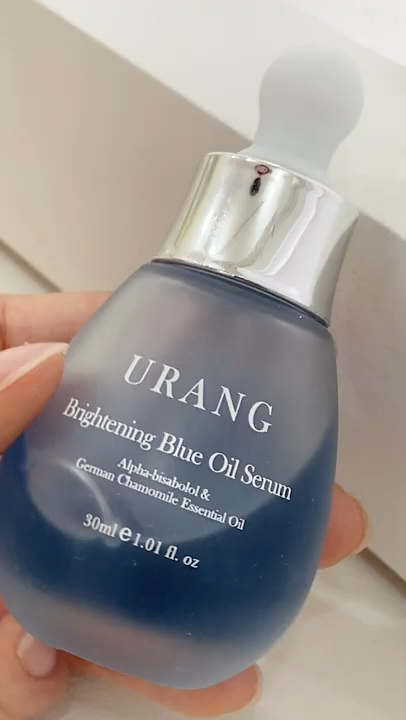 URANG
Brightening Blue Oil Serum
Alpha-bisabolol &
German Chamomile Essential Oil
30ml e 1.01 fl. oz